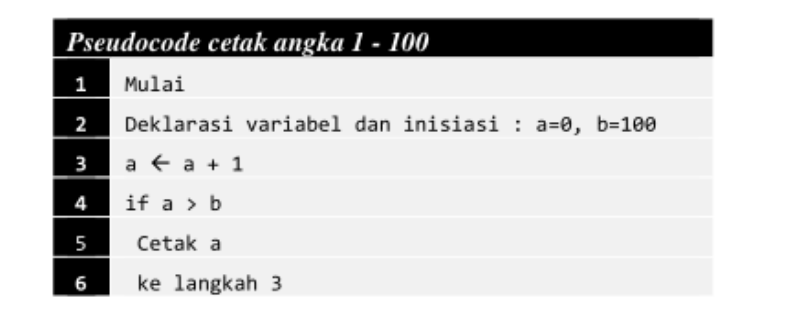 Pseudocode cetak angka 1 - 100
1 Mulai
2 Deklarasi variabel dan inisiasi : a=0, b=100
3 a ← a + 1
4 if a > b
5 Cetak a
6 ke langkah 3